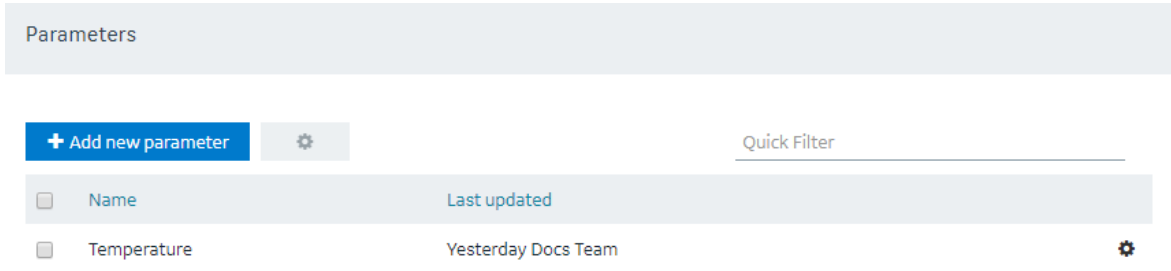 Parameters
Add new parameter
Quick Filter
Name Last updated
Temperature Yesterday Docs Team